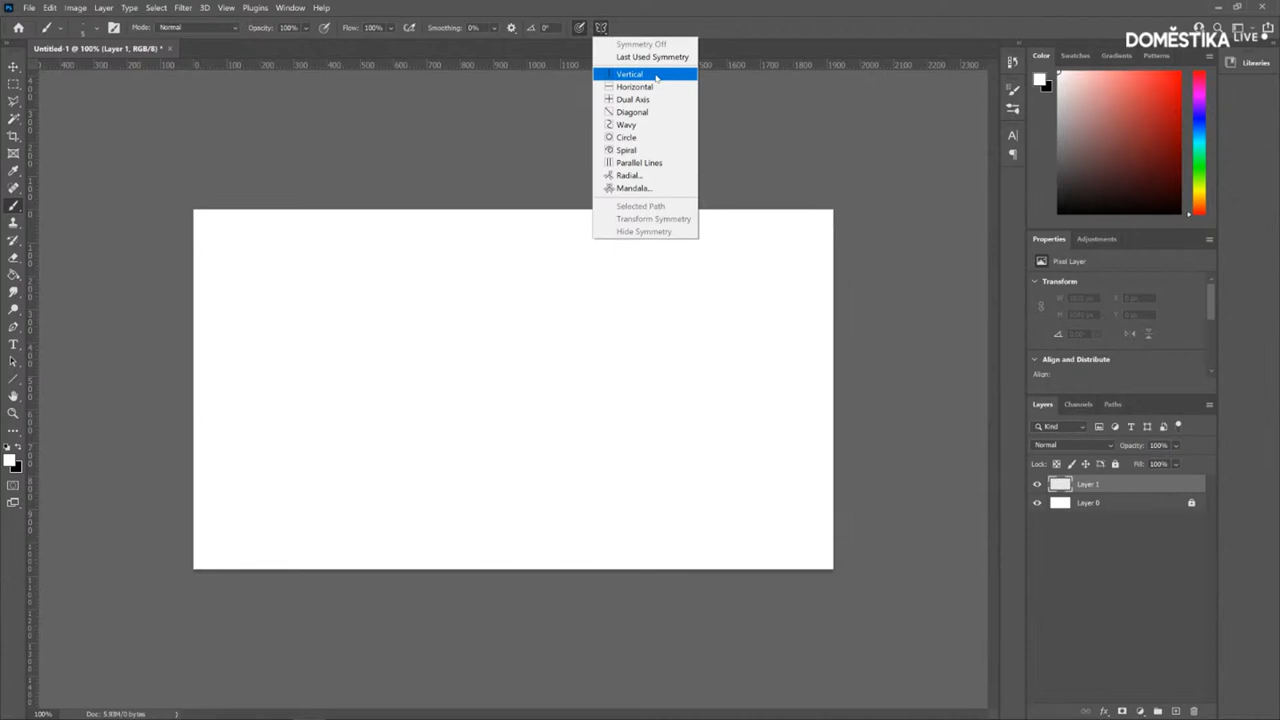 File Edit Image Layer Type Select Filter 3D View Plugins Window Help
Mode: Normal Opacity: 100% Flow: 100% Smoothing: 0% 0°
DOMESTIKA
LIVE
Untitled-1 @ 100% (Layer 1, RGB/8) *
Symmetry Off
Last Used Symmetry
Vertical
Horizontal
Dual Axis
Diagonal
Wavy
Circle
Spiral
Parallel Lines
Radial...
Mandala...
Selected Path
Transform Symmetry
Hide Symmetry
Color Swatches Gradients Patterns
Libraries
Properties Adjustments
Pixel Layer
Transform
W
X
H
Y
Align and Distribute
Align:
Layers Channels Paths
Kind
Normal Opacity: 100%
Lock: Fill: 100%
Layer 1
Layer 0
100% Doc: 5.93M/0 bytes